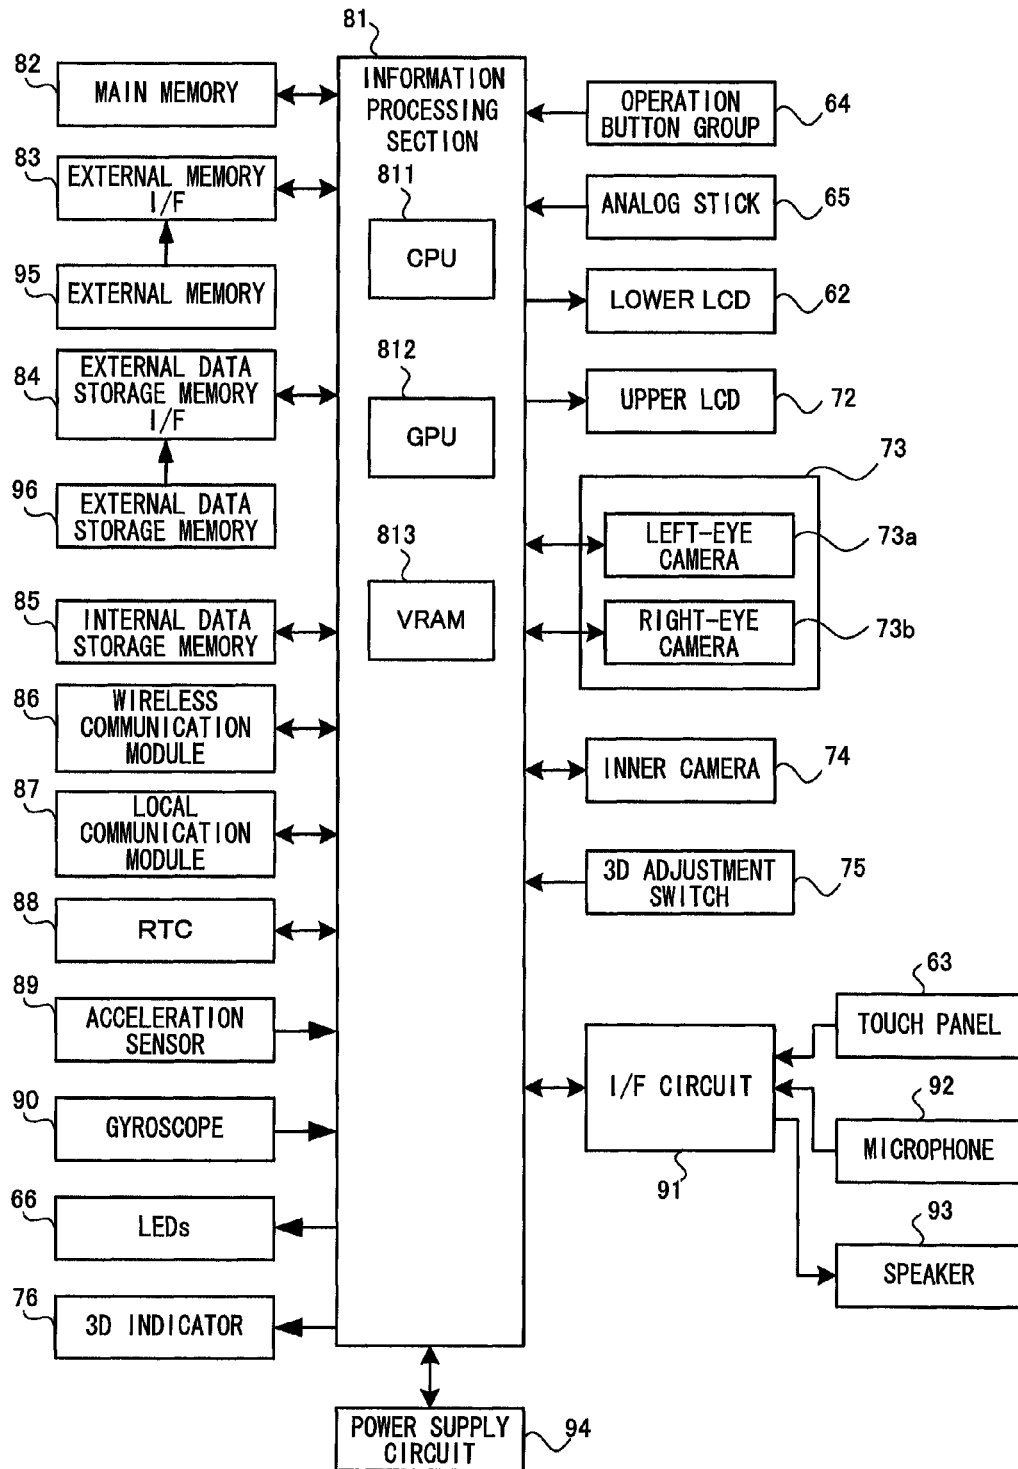 81
82
MAIN MEMORY
83
EXTERNAL MEMORY
I/F
95
EXTERNAL MEMORY
84
EXTERNAL DATA
STORAGE MEMORY
I/F
96
EXTERNAL DATA
STORAGE MEMORY
85
INTERNAL DATA
STORAGE MEMORY
86
WIRELESS
COMMUNICATION
MODULE
87
LOCAL
COMMUNICATION
MODULE
88
RTC
89
ACCELERATION
SENSOR
90
GYROSCOPE
66
LEDs
76
3D INDICATOR
INFORMATION
PROCESSING
SECTION
811
CPU
812
GPU
813
VRAM
OPERATION
BUTTON GROUP
64
ANALOG STICK
65
LOWER LCD
62
UPPER LCD
72
73
LEFT-EYE
CAMERA
73a
RIGHT-EYE
CAMERA
73b
INNER CAMERA
74
3D ADJUSTMENT
SWITCH
75
I/F CIRCUIT
91
63
TOUCH PANEL
92
MICROPHONE
93
SPEAKER
POWER SUPPLY
CIRCUIT
94